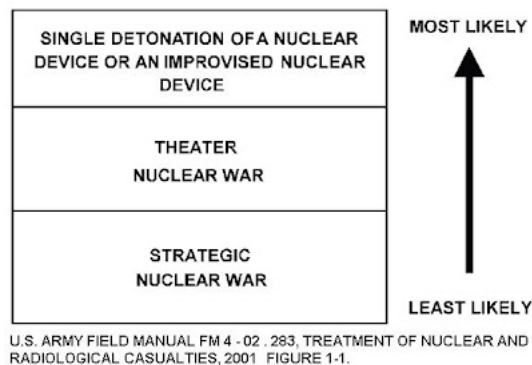 SINGLE DETONATION OF A NUCLEAR
DEVICE OR AN IMPROVISED NUCLEAR
DEVICE
MOST LIKELY
THEATER
NUCLEAR WAR
STRATEGIC
NUCLEAR WAR
LEAST LIKELY
U.S. ARMY FIELD MANUAL FM 4 - 02 . 283, TREATMENT OF NUCLEAR AND
RADIOLOGICAL CASUALTIES, 2001 FIGURE 1-1.